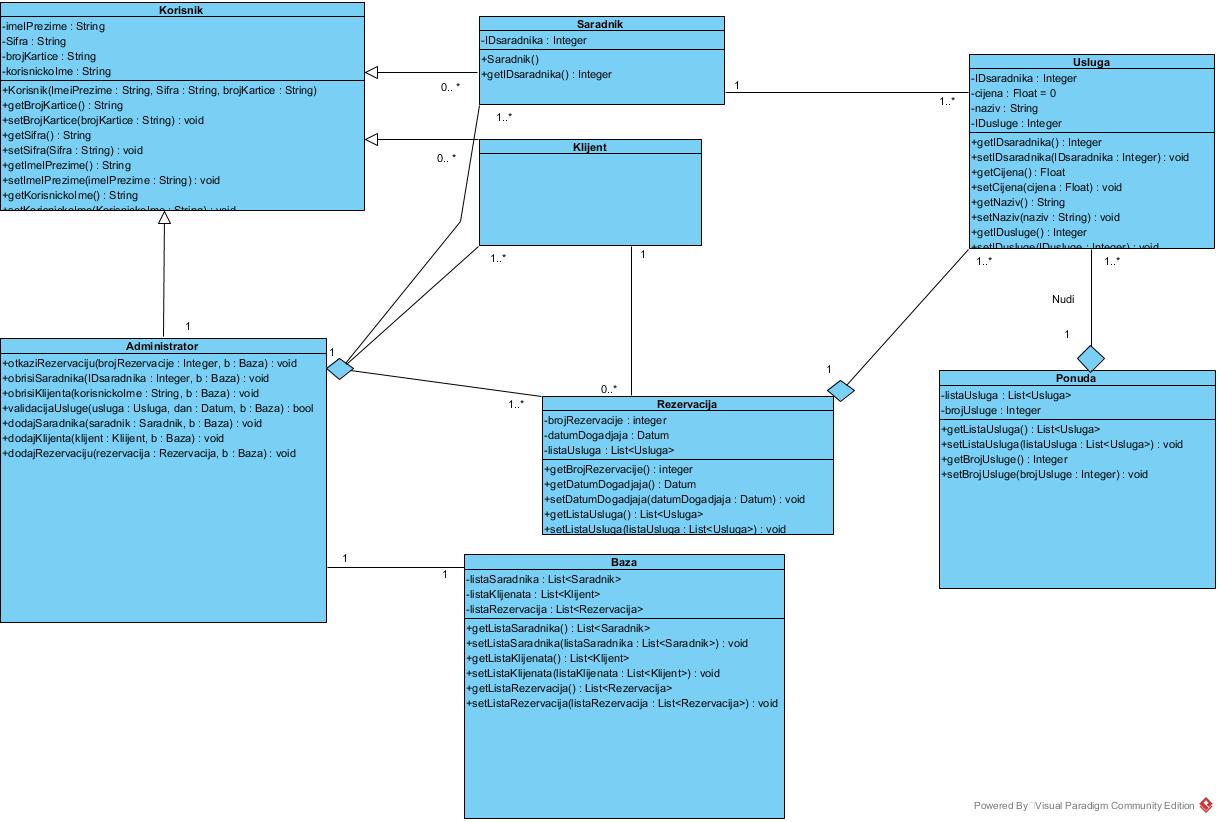 Korisnik
-imeIPrezime : String
-Sifra : String
-brojKartice : String
-korisnickoIme : String
+Korisnik(ImeiPrezime : String, Sifra : String, brojKartice : String)
+getBrojKartice() : String
+setBrojKartice(brojKartice : String) : void
+getSifra() : String
+setSifra(Sifra : String) : void
+getImeIPrezime() : String
+setImeIPrezime(imeIPrezime : String) : void
+getKorisnickoIme() : String
+setKorisnickoIme(KorisnickoIme : String) : void
Saradnik
-IDsaradnika : Integer
+Saradnik()
+getIDsaradnika() : Integer
0.. *
1..*
1
1..*
Klijent
0.. *
1..*
1
Usluga
-IDsaradnika : Integer
-cijena : Float = 0
-naziv : String
-IDusluge : Integer
+getIDsaradnika() : Integer
+setIDsaradnika(IDsaradnika : Integer) : void
+getCijena() : Float
+setCijena(cijena : Float) : void
+getNaziv() : String
+setNaziv(naziv : String) : void
+getIDusluge() : Integer
+setIDusluge(IDusluge : Integer) : void
1..*
1..*
Nudi
1
1
Administrator
+otkaziRezervaciju(brojRezervacije : Integer, b : Baza) : void
+obrisiSaradnika(IDsaradnika : Integer, b : Baza) : void
+obrisiKlijenta(korisnickoIme : String, b : Baza) : void
+validacijaUsluge(usluga : Usluga, dan : Datum, b : Baza) : bool
+dodajSaradnika(saradnik : Saradnik, b : Baza) : void
+dodajKlijenta(klijent : Kliijent, b : Baza) : void
+dodajRezervaciju(rezervacija : Rezervacija, b : Baza) : void
1
1..*
0..*
1
Rezervacija
-brojRezervacije : integer
-datumDogadjaja : Datum
-listaUsluga : List<Usluga>
+getBrojRezervacije() : integer
+getDatumDogadjaja() : Datum
+setDatumDogadjaja(datumDogadjaja : Datum) : void
+getListaUsluga() : List<Usluga>
+setListaUsluga(listaUsluga : List<Usluga>) : void
Ponuda
-listaUsluga : List<Usluga>
-brojUsluge : Integer
+getListaUsluga() : List<Usluga>
+setListaUsluga(listaUsluga : List<Usluga>) : void
+getBrojUsluge() : Integer
+setBrojUsluge(brojUsluge : Integer) : void
1
1
Baza
-listaSaradnika : List<Saradnik>
-listaKlijenata : List<Klijent>
-listaRezervacija : List<Rezervacija>
+getListaSaradnika() : List<Saradnik>
+setListaSaradnika(listaSaradnika : List<Saradnik>) : void
+getListaKlijenata() : List<Klijent>
+setListaKlijenata(listaKlijenata : List<Klijent>) : void
+getListaRezervacija() : List<Rezervacija>
+setListaRezervacija(listaRezervacija : List<Rezervacija>) : void
Powered By Visual Paradigm Community Edition